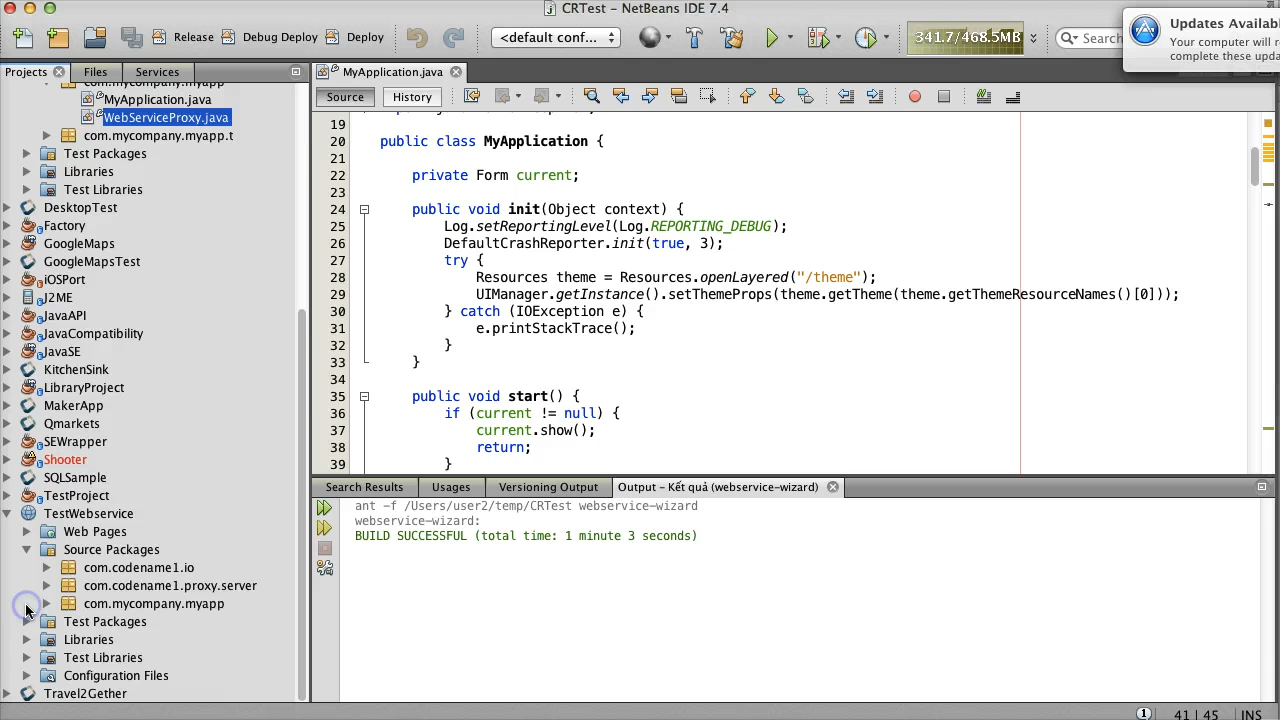 CRTest - NetBeans IDE 7.4
Release
Debug Deploy
Deploy
<default conf...
341.7/468.5MB
Search
Updates Availab
Your computer will r
complete these upda
Projects
Files
Services
MyApplication.java
Source
History
com.mycompany.myapp
MyApplication.java
WebServiceProxy.java
com.mycompany.myapp.t
Test Packages
Libraries
Test Libraries
DesktopTest
Factory
GoogleMaps
GoogleMapsTest
iOSPort
J2ME
JavaAPI
JavaCompatibility
JavaSE
KitchenSink
LibraryProject
MakerApp
Qmarkets
SEWrapper
Shooter
SQLSample
TestProject
TestWebservice
Web Pages
Source Packages
com.codename1.io
com.codename1.proxy.server
com.mycompany.myapp
Test Packages
Libraries
Test Libraries
Configuration Files
Travel2Gether
19
20 public class MyApplication {
21
22 private Form current;
23
24 public void init(Object context) {
25 Log.setReportingLevel(Log.REPORTING_DEBUG);
26 DefaultCrashReporter.init(true, 3);
27 try {
28 Resources theme = Resources.openLayered("/theme");
29 UIManager.getInstance().setThemeProps(theme.getTheme(theme.getThemeResourceNames()[0]));
30 } catch (IOException e) {
31 e.printStackTrace();
32 }
33 }
34
35 public void start() {
36 if (current != null) {
37 current.show();
38 return;
39 }
Search Results
Usages
Versioning Output
Output - Kết quả (webservice-wizard)
ant -f /Users/user2/temp/CRTest webservice-wizard
webservice-wizard:
BUILD SUCCESSFUL (total time: 1 minute 3 seconds)
1
41 | 45
INS